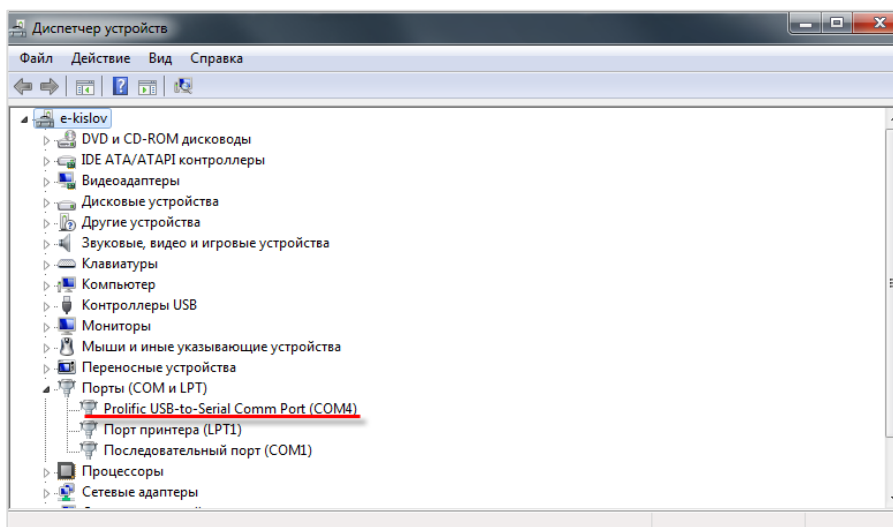 Диспетчер устройств
Файл Действие Вид Справка
e-kislov
DVD и CD-ROM дисководы
IDE ATA/ATAPI контроллеры
Видеоадаптеры
Дисковые устройства
Другие устройства
Звуковые, видео и игровые устройства
Клавиатуры
Компьютер
Контроллеры USB
Мониторы
Мыши и иные указывающие устройства
Переносные устройства
Порты (COM и LPT)
Prolific USB-to-Serial Comm Port (COM4)
Порт принтера (LPT1)
Последовательный порт (COM1)
Процессоры
Сетевые адаптеры